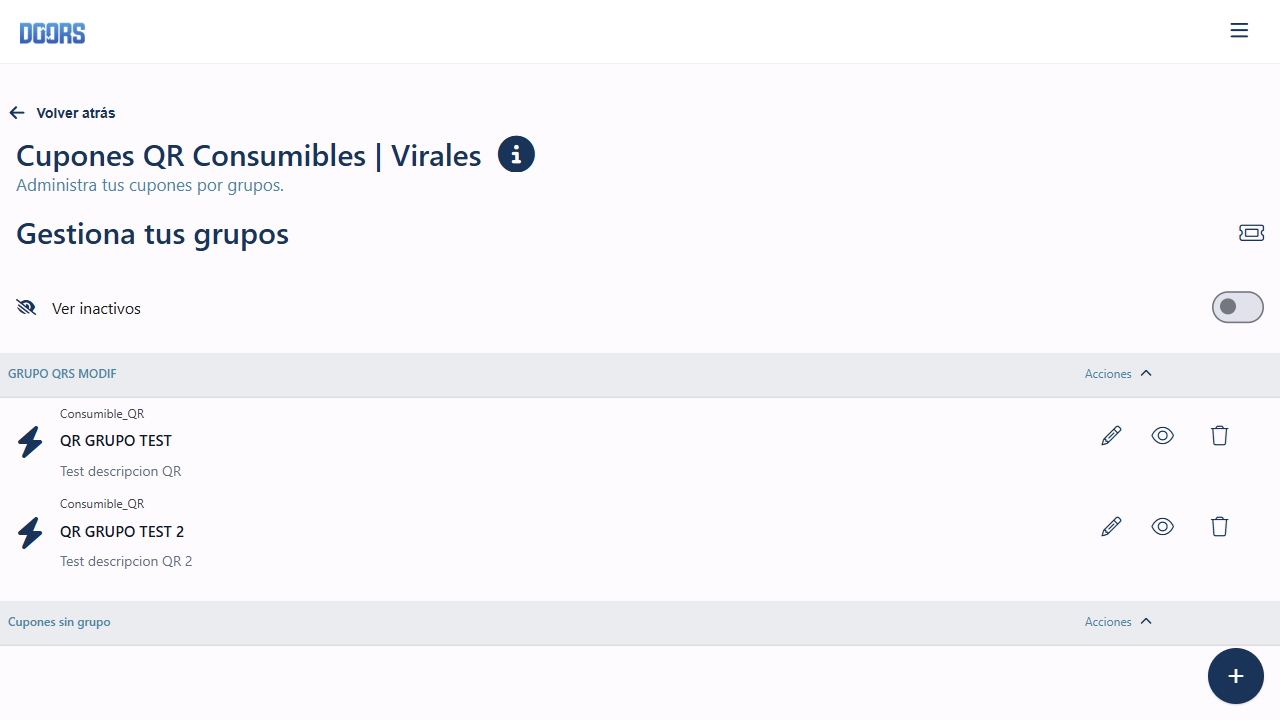 DOORS
Volver atrás
Cupones QR Consumibles | Virales
Administra tus cupones por grupos.
Gestiona tus grupos
Ver inactivos
GRUPO QRS MODIF
Acciones
Consumible_QR
QR GRUPO TEST
Test descripcion QR
Consumible_QR
QR GRUPO TEST 2
Test descripcion QR 2
Cupones sin grupo
Acciones